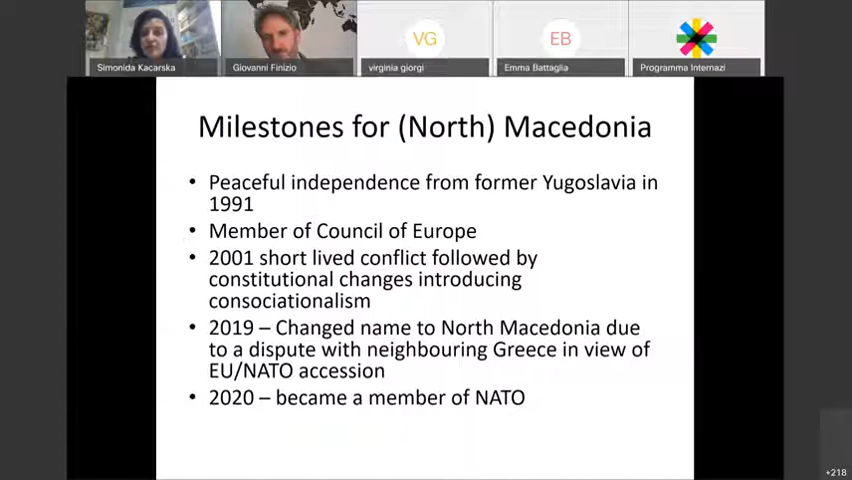 VG
EB
Simonida Kacarska
Giovanni Finizio
virginia giorgi
Emma Battaglia
Programma Internazi
Milestones for (North) Macedonia
• Peaceful independence from former Yugoslavia in
1991
• Member of Council of Europe
• 2001 short lived conflict followed by
constitutional changes introducing
consociationalism
• 2019 – Changed name to North Macedonia due
to a dispute with neighbouring Greece in view of
EU/NATO accession
• 2020 – became a member of NATO
+218